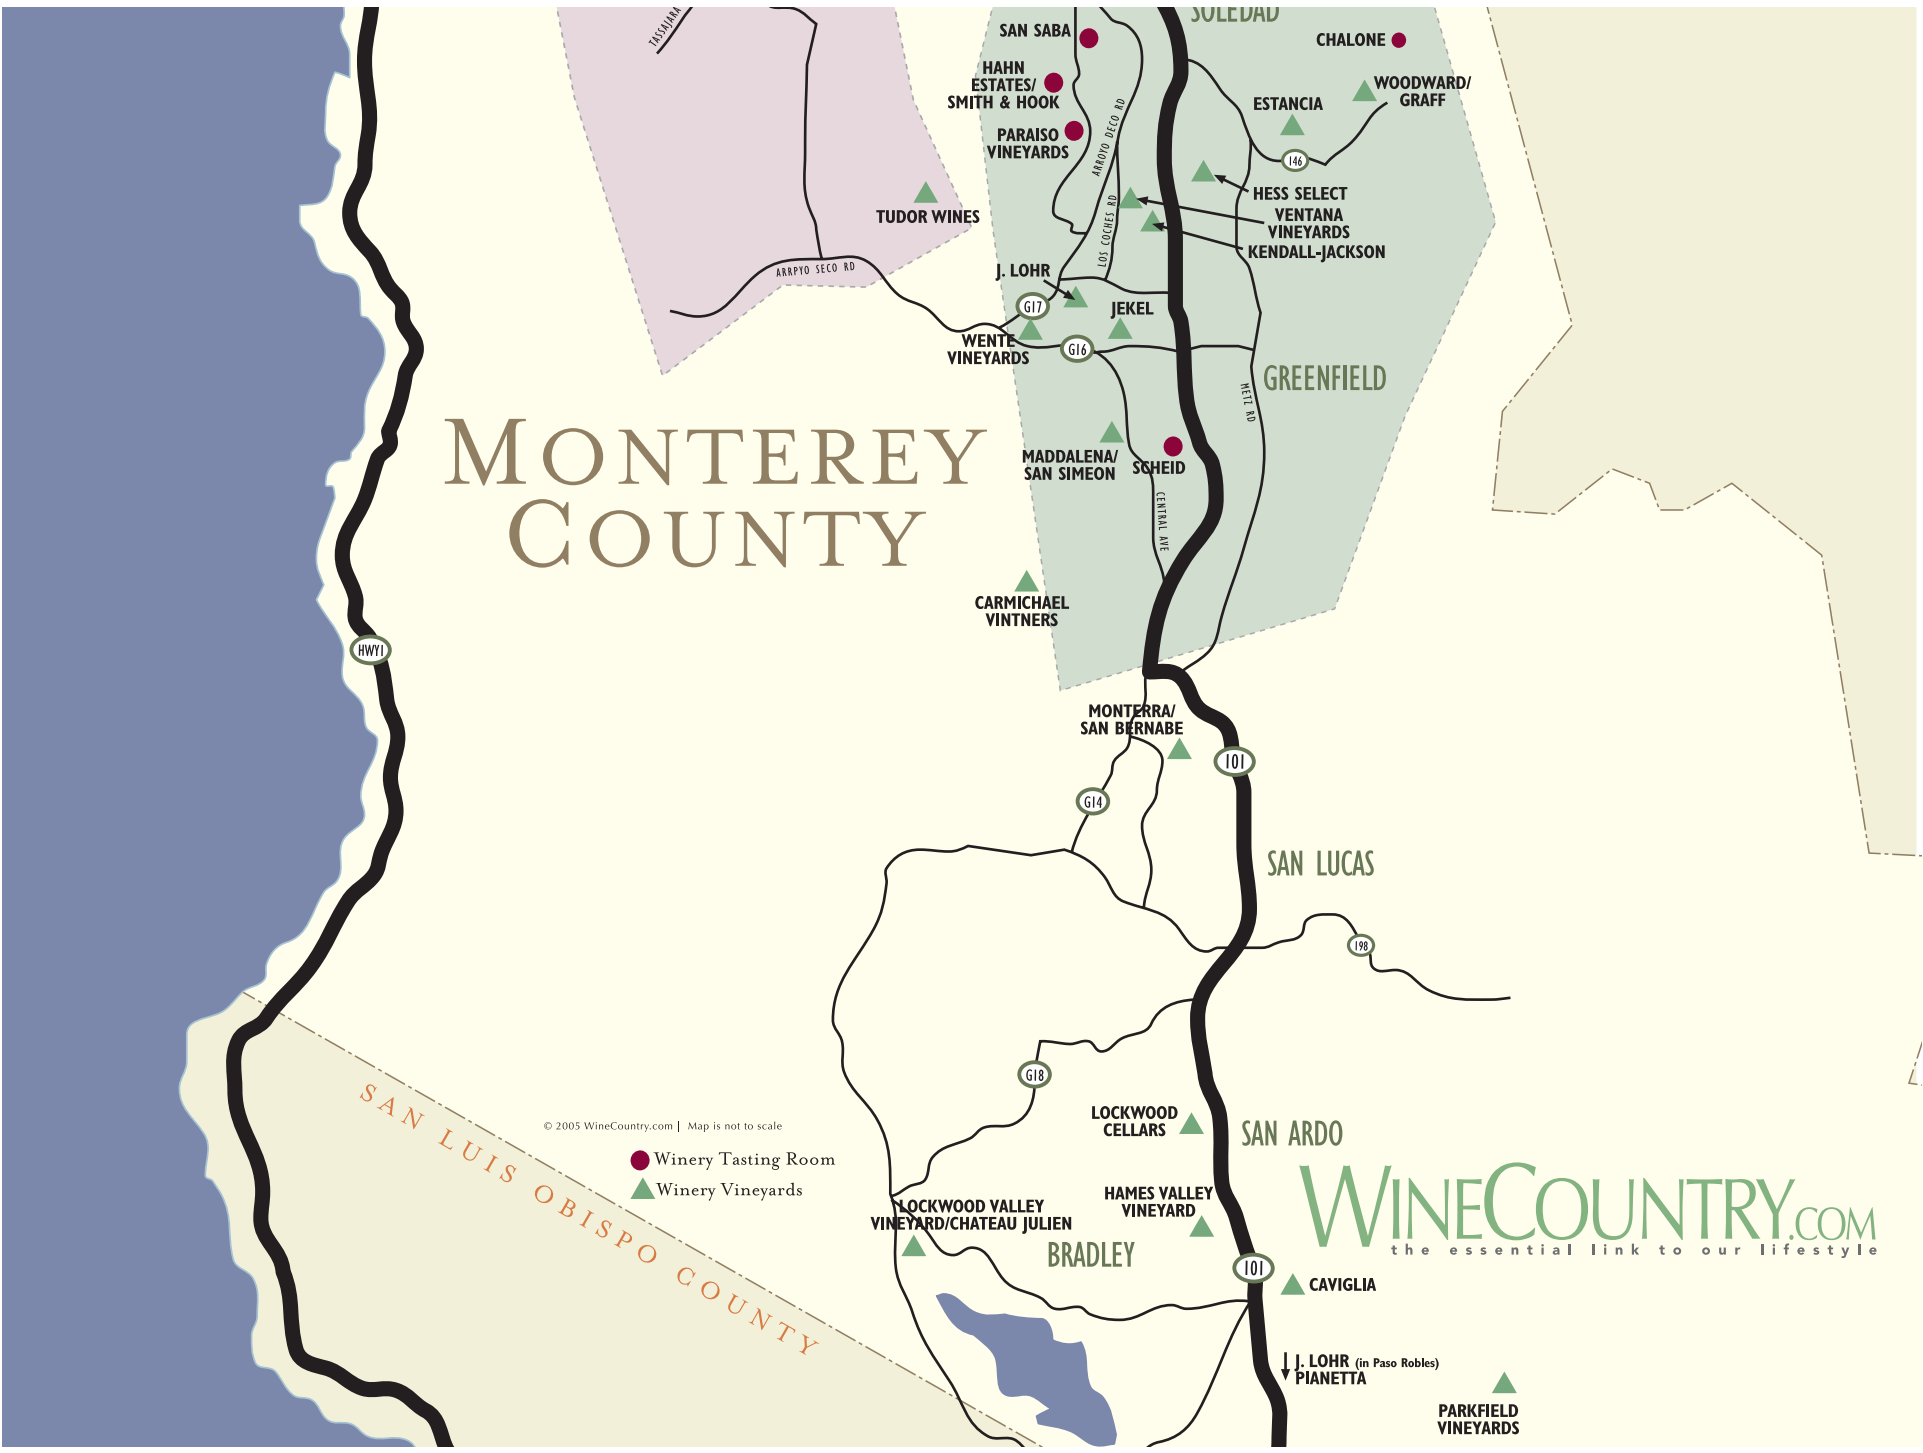 TASSAJARA
SOLEDAD
SAN SABA
CHALONE
HAHN
ESTATES/
SMITH & HOOK
WOODWARD/
GRAFF
ESTANCIA
PARAISO
VINEYARDS
ARROYO DECO RD
146
HESS SELECT
TUDOR WINES
LOS COCHES RD
VENTANA
VINEYARDS
KENDALL-JACKSON
ARRPYO SECO RD
J. LOHR
G17
JEKEL
WENTE
VINEYARDS
G16
GREENFIELD
METZ RD
MONTEREY
COUNTY
MADDALENA/
SAN SIMEON
SCHEID
CENTRAL AVE
CARMICHAEL
VINTNERS
HWY1
MONTERRA/
SAN BERNABE
101
G14
SAN LUCAS
198
G18
SAN LUIS OBISPO COUNTY
© 2005 WineCountry.com | Map is not to scale
Winery Tasting Room
Winery Vineyards
LOCKWOOD
CELLARS
SAN ARDO
WINECOUNTRY.COM
the essential link to our lifestyle
HAMES VALLEY
VINEYARD
LOCKWOOD VALLEY
VINEYARD/CHATEAU JULIEN
BRADLEY
101
CAVIGLIA
J. LOHR (in Paso Robles)
PIANETTA
PARKFIELD
VINEYARDS